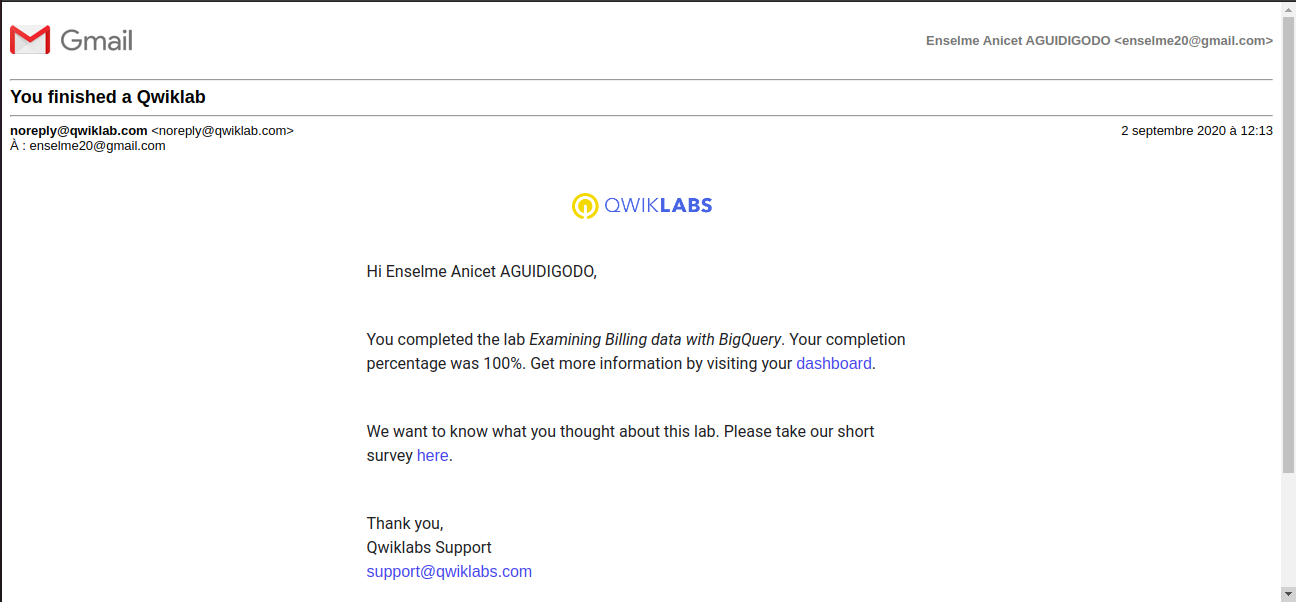 Gmail
Enselme Anicet AGUIDIGODO <enselme20@gmail.com>
You finished a Qwiklab
noreply@qwiklab.com <noreply@qwiklab.com>
2 septembre 2020 à 12:13
À : enselme20@gmail.com
QWIKLABS
Hi Enselme Anicet AGUIDIGODO,
You completed the lab Examining Billing data with BigQuery. Your completion
percentage was 100%. Get more information by visiting your dashboard.
We want to know what you thought about this lab. Please take our short
survey here.
Thank you,
Qwiklabs Support
support@qwiklabs.com